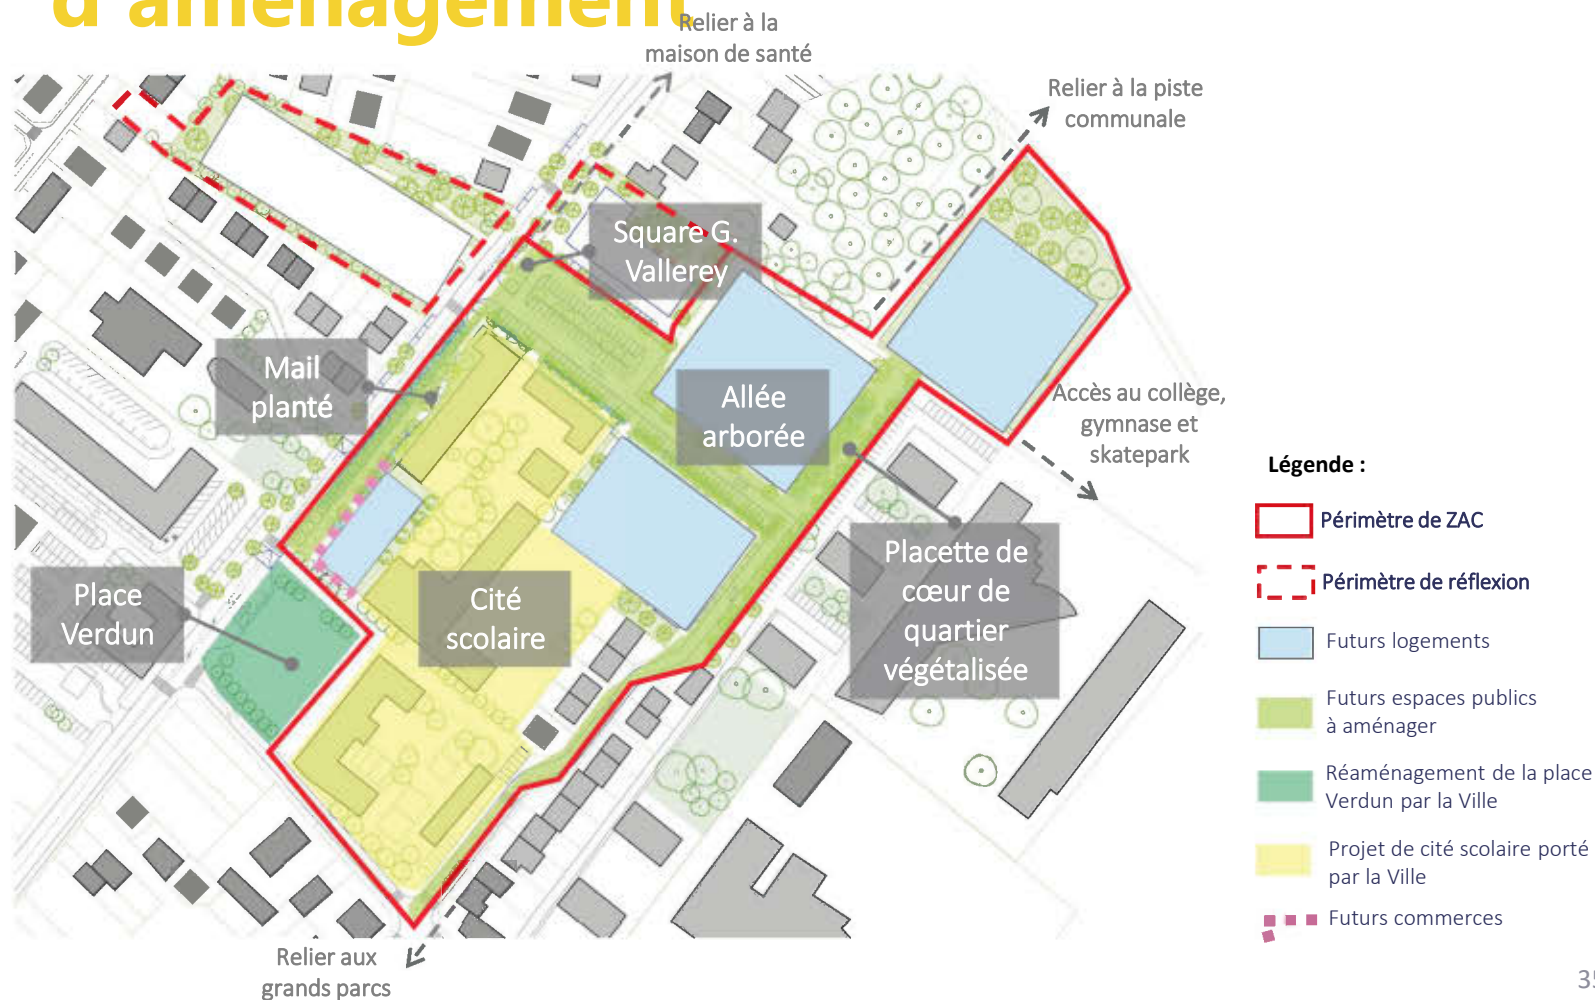 d'aménagement
Relier à la
maison de santé
Relier à la piste
communale
Square G.
Vallerey
Mail
planté
Allée
arborée
Accès au collège,
gymnase et
skatepark
Place
Verdun
Cité
scolaire
Placette de
cœur de
quartier
végétalisée
Relier aux
grands parcs
Légende :
Périmètre de ZAC
Périmètre de réflexion
Futurs logements
Futurs espaces publics
à aménager
Réaménagement de la place
Verdun par la Ville
Projet de cité scolaire porté
par la Ville
Futurs commerces